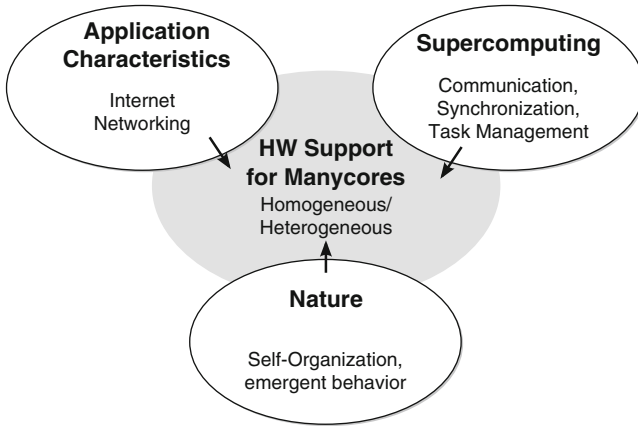 Application
Characteristics
Internet
Networking
Supercomputing
Communication,
Synchronization,
Task Management
HW Support
for Manycores
Homogeneous/
Heterogeneous
Nature
Self-Organization,
emergent behavior